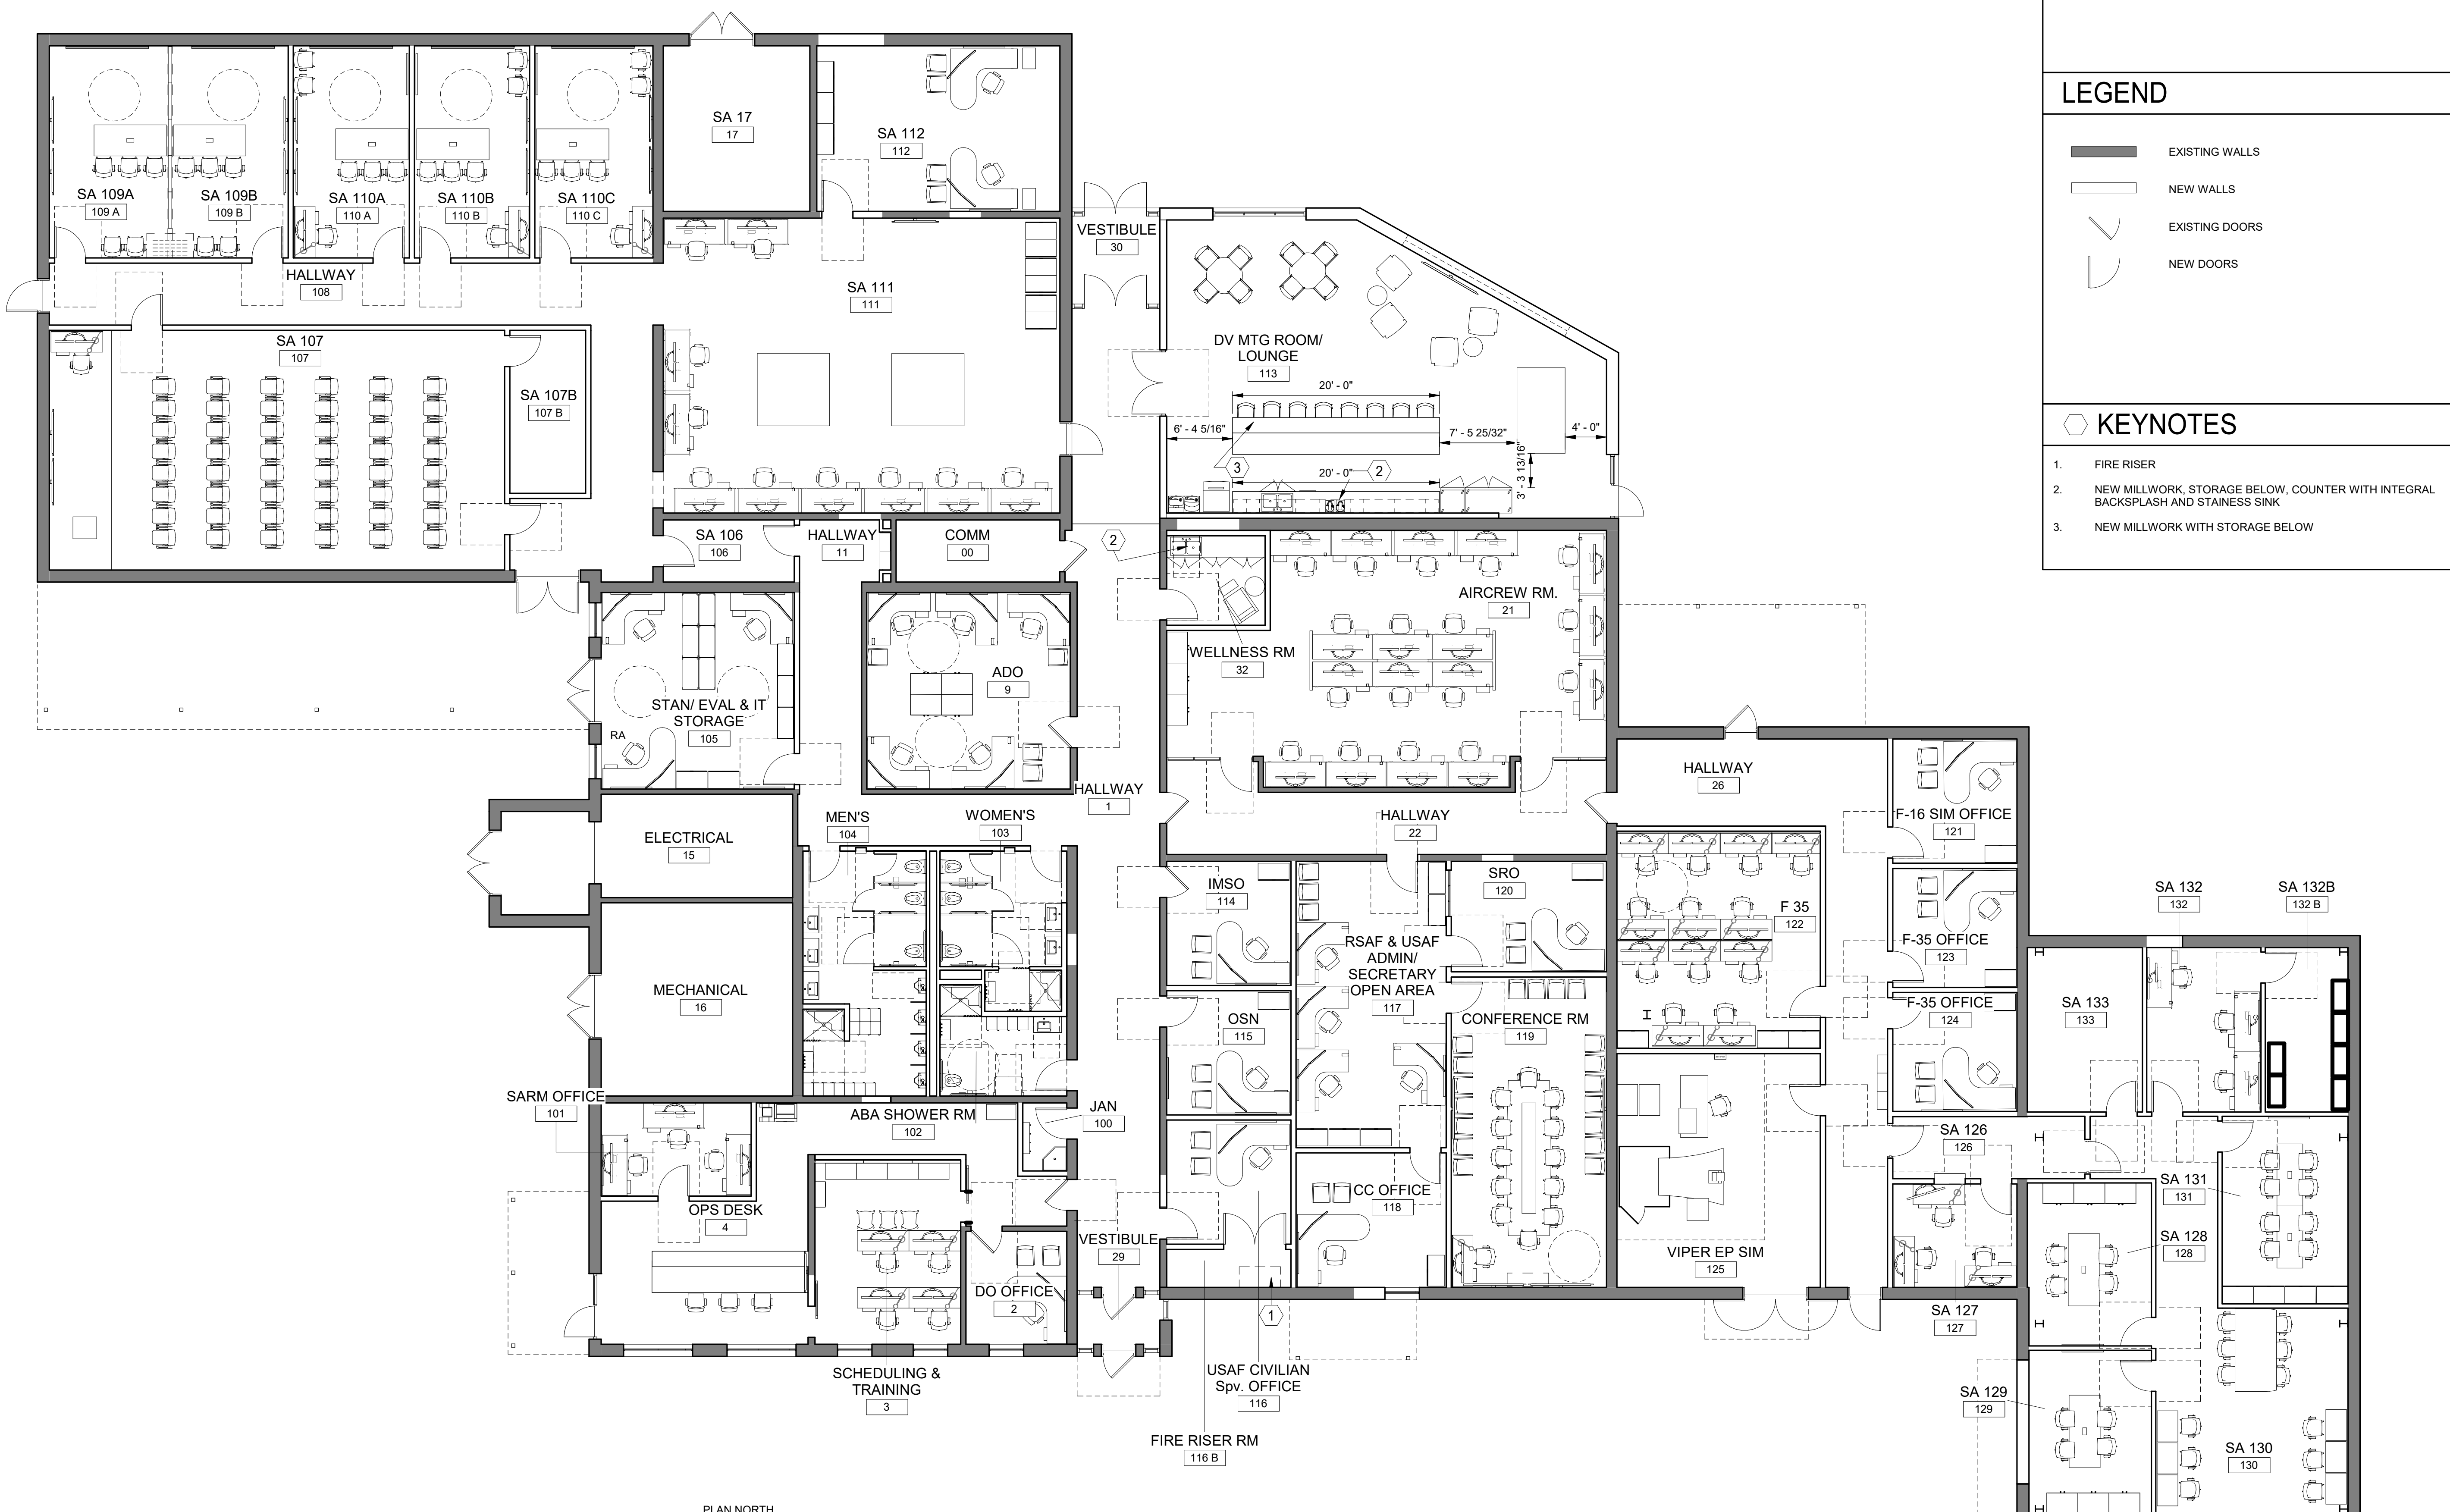 LEGEND
EXISTING WALLS
NEW WALLS
EXISTING DOORS
NEW DOORS
KEYNOTES
1. FIRE RISER
2. NEW MILLWORK, STORAGE BELOW, COUNTER WITH INTEGRAL
BACKSPLASH AND STAINESS SINK
3. NEW MILLWORK WITH STORAGE BELOW
SA 109A
109 A
SA 109B
109 B
SA 110A
110 A
SA 110B
110 B
SA 110C
110 C
SA 17
17
SA 112
112
VESTIBULE
30
HALLWAY
108
SA 111
111
SA 107
107
SA 107B
107 B
DV MTG ROOM/
LOUNGE
113
20' - 0"
6' - 4 5/16"
7' - 5 25/32"
4' - 0"
3' - 3 13/16"
3
20' - 0"
2
SA 106
106
HALLWAY
11
COMM
00
2
AIRCREW RM.
21
WELLNESS RM
32
ADO
9
STAN/ EVAL & IT
STORAGE
105
RA
HALLWAY
1
HALLWAY
26
F-16 SIM OFFICE
121
ELECTRICAL
15
MEN'S
104
WOMEN'S
103
HALLWAY
22
IMSO
114
SRO
120
F 35
122
RSAF & USAF
ADMIN/
SECRETARY
OPEN AREA
117
F-35 OFFICE
123
SA 132
132
SA 132B
132 B
MECHANICAL
16
OSN
115
CONFERENCE RM
119
F-35 OFFICE
124
SA 133
133
SARM OFFICE
101
ABA SHOWER RM
102
JAN
100
SA 126
126
CC OFFICE
118
SA 131
131
OPS DESK
4
VESTIBULE
29
VIPER EP SIM
125
SA 128
128
DO OFFICE
2
1
SA 127
127
SCHEDULING &
TRAINING
3
USAF CIVILIAN
Spv. OFFICE
116
SA 129
129
FIRE RISER RM
116 B
SA 130
130
PLAN NORTH